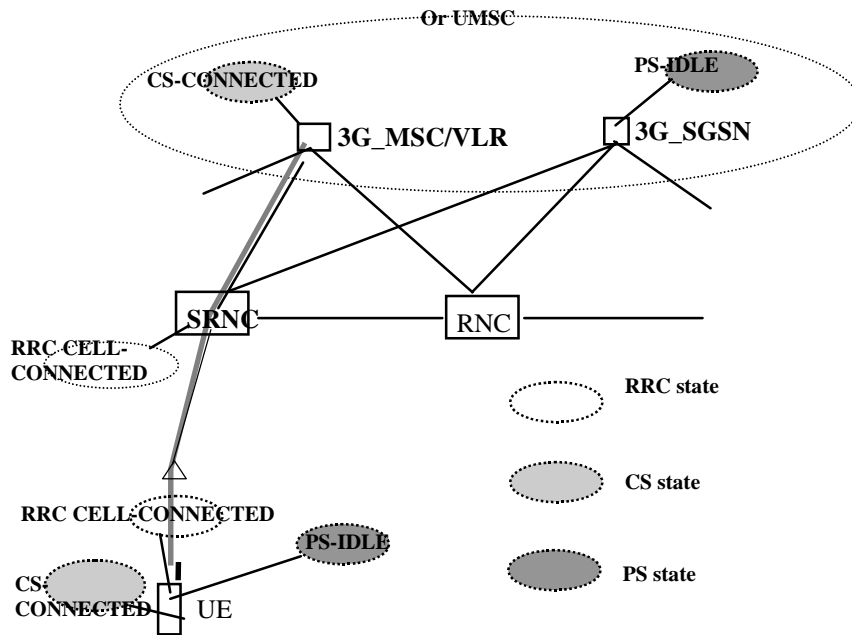 Or UMSC
CS-CONNECTED
PS-IDLE
3G_MSC/VLR
3G_SGSN
SRNC
RNC
RRC CELL-
CONNECTED
RRC state
CS state
RRC CELL-CONNECTED
PS-IDLE
PS state
CS-
CONNECTED
UE